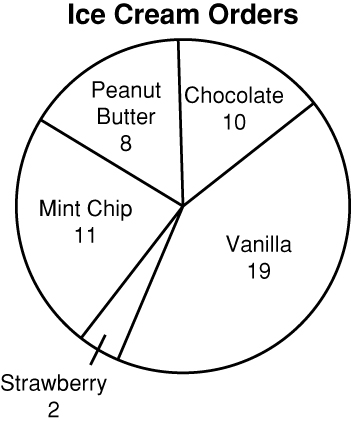 Ice Cream Orders
Peanut
Butter
8
Chocolate
10
Mint Chip
11
Vanilla
19
Strawberry
2